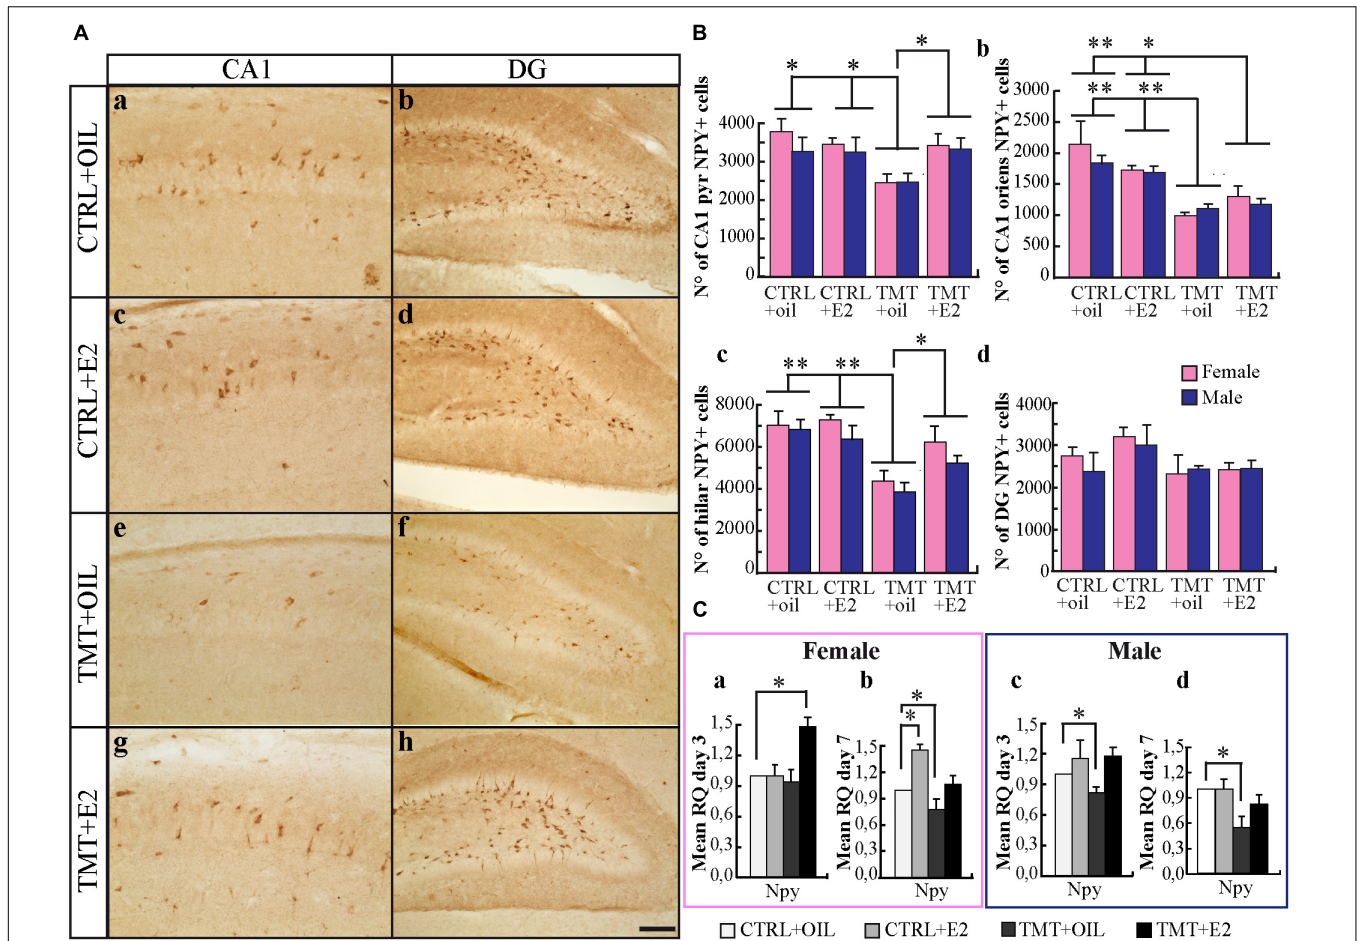 A
CA1 DG
CTRL+OIL
a b
CTRL+E2
c d
TMT+OIL
e f
TMT+E2
g h
B
N° of CA1 pyr NPY+ cells
4000
3000
2000
1000
0
* * *
CTRL +oil CTRL +E2 TMT +oil TMT +E2
b
N° of CA1 oriens NPY+ cells
3000
2500
2000
1500
1000
500
0
** *
** **
CTRL +oil CTRL +E2 TMT +oil TMT +E2
c
N° of hilar NPY+ cells
8000
6000
4000
2000
0
** ** *
CTRL +oil CTRL +E2 TMT +oil TMT +E2
d
Female
Male
N° of DG NPY+ cells
4000
3000
2000
1000
0
CTRL +oil CTRL +E2 TMT +oil TMT +E2
C
Female
a
Mean RQ day 3
1,5
1,2
0,9
0,6
0,3
0,0
*
Npy
b
Mean RQ day 7
1,5
1,2
0,9
0,6
0,3
0,0
*
*
Npy
Male
c
Mean RQ day 3
1,5
1,2
0,9
0,6
0,3
0,0
*
Npy
d
Mean RQ day 7
1,5
1,2
0,9
0,6
0,3
0,0
*
Npy
CTRL+OIL CTRL+E2 TMT+OIL TMT+E2